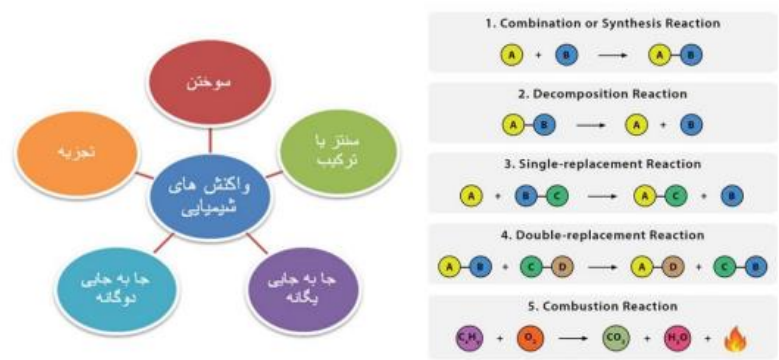 سوختن
سنتز یا
ترکیب
جا به جایی
یگانه
جا به جایی
دوگانه
تجزیه
واکنش های
شیمیایی
1. Combination or Synthesis Reaction
A + B → A B
2. Decomposition Reaction
A B → A + B
3. Single-replacement Reaction
A + B C → A C + B
4. Double-replacement Reaction
A B + C D → A D + C B
5. Combustion Reaction
CₓHᵧ + O₂ → CO₂ + H₂O +